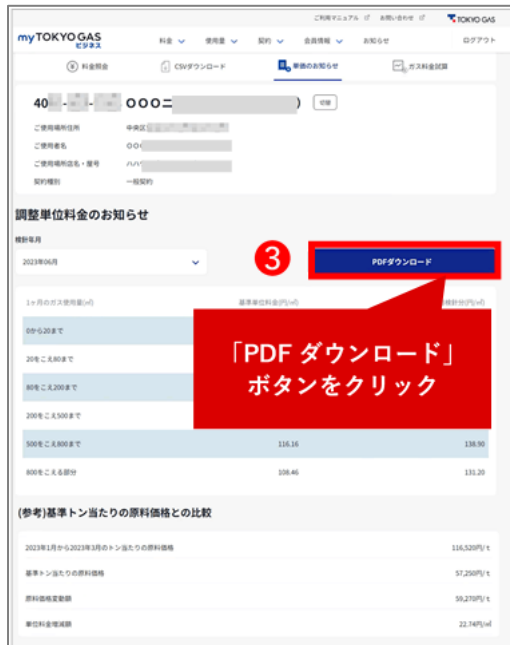 ご利用マニュアル お問い合わせ TOKYO GAS
myTOKYOGAS
ビジネス
料金 使用量 契約 会員情報 お知らせ ログアウト
料金照会 CSVダウンロード 単価のお知らせ ガス料金試算
40 - - 〇〇〇ニ ) 切替
ご使用場所住所 中央区
ご使用者名 〇〇
ご使用場所店名・屋号 ハハ
契約種別 一般契約
調整単位料金のお知らせ
検針年月
2023年06月
3 PDFダウンロード
1ヶ月のガス使用量(㎥) 基準単位料金(円/㎥) 検針分(円/㎥)
0から20まで
20をこえ80まで
80をこえ200まで
200をこえ500まで
「PDF ダウンロード」
ボタンをクリック
500をこえ800まで 116.16 138.90
800をこえる部分 108.46 131.20
(参考)基準トン当たりの原料価格との比較
2023年1月から2023年3月のトン当たりの原料価格 116,520円/t
基準トン当たりの原料価格 57,250円/t
原料価格変動額 59,270円/t
単位料金増減額 22.74円/㎥